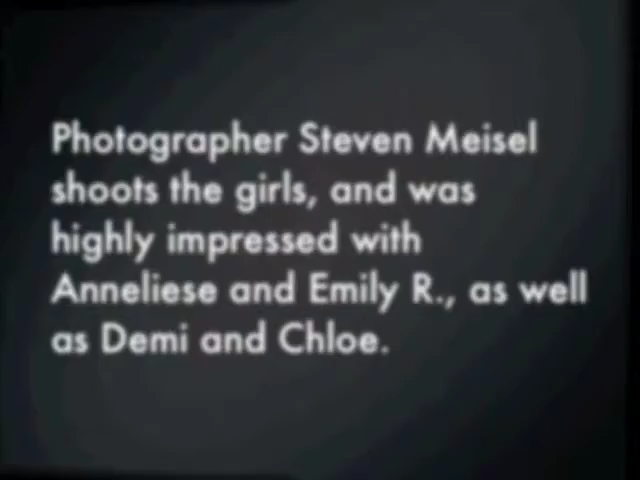 Photographer Steven Meisel
shoots the girls, and was
highly impressed with
Anneliese and Emily R., as well
as Demi and Chloe.